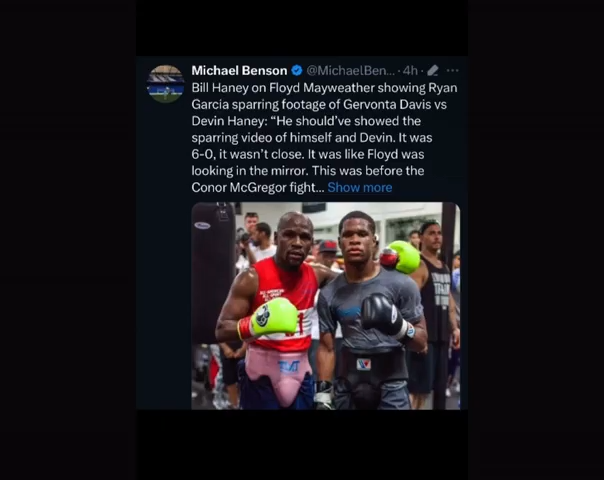 Michael Benson @MichaelBen... · 4h ·
Bill Haney on Floyd Mayweather showing Ryan
Garcia sparring footage of Gervonta Davis vs
Devin Haney: “He should’ve showed the
sparring video of himself and Devin. It was
6-0, it wasn’t close. It was like Floyd was
looking in the mirror. This was before the
Conor McGregor fight... Show more